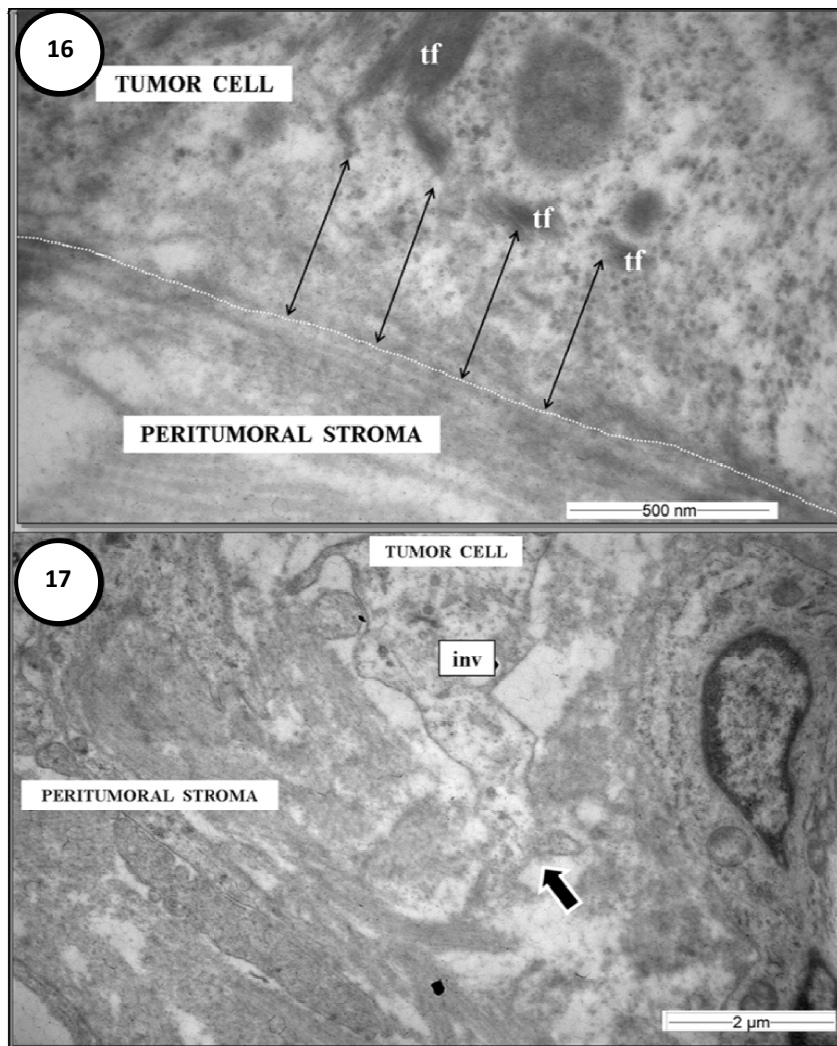 16
tf
TUMOR CELL
tf
tf
PERITUMORAL STROMA
500 nm
17
TUMOR CELL
inv
PERITUMORAL STROMA
2 µm